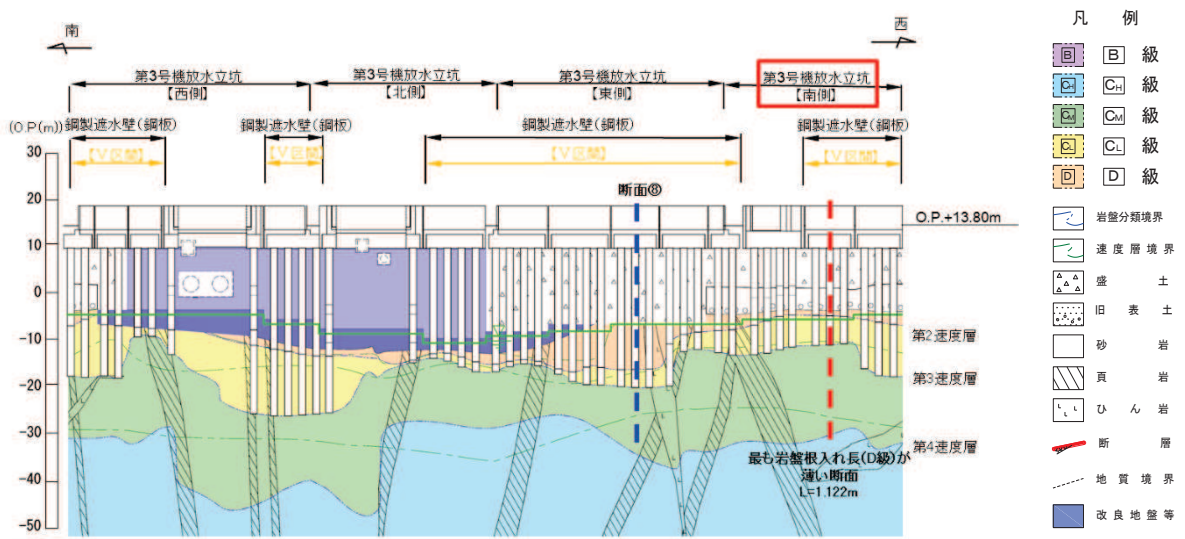 南
西
第3号機放水立坑
【西側】
第3号機放水立坑
【北側】
第3号機放水立坑
【東側】
第3号機放水立坑
【南側】
(O.P(m))
鋼製遮水壁(鋼板)
鋼製遮水壁(鋼板)
鋼製遮水壁(鋼板)
鋼製遮水壁(鋼板)
【Ⅴ区間】
【Ⅴ区間】
【Ⅴ区間】
【Ⅴ区間】
30
20
10
0
-10
-20
-30
-40
-50
断面⑧
O.P.+13.80m
第2速度層
第3速度層
第4速度層
最も岩盤根入れ長(D級)が
薄い断面
L=1.122m
凡 例
B B 級
CH CH 級
CM CM 級
CL CL 級
D D 級
岩盤分類境界
速度層境界
盛 土
旧 表 土
砂 岩
頁 岩
ひ ん 岩
断 層
地 質 境 界
改 良 地 盤 等